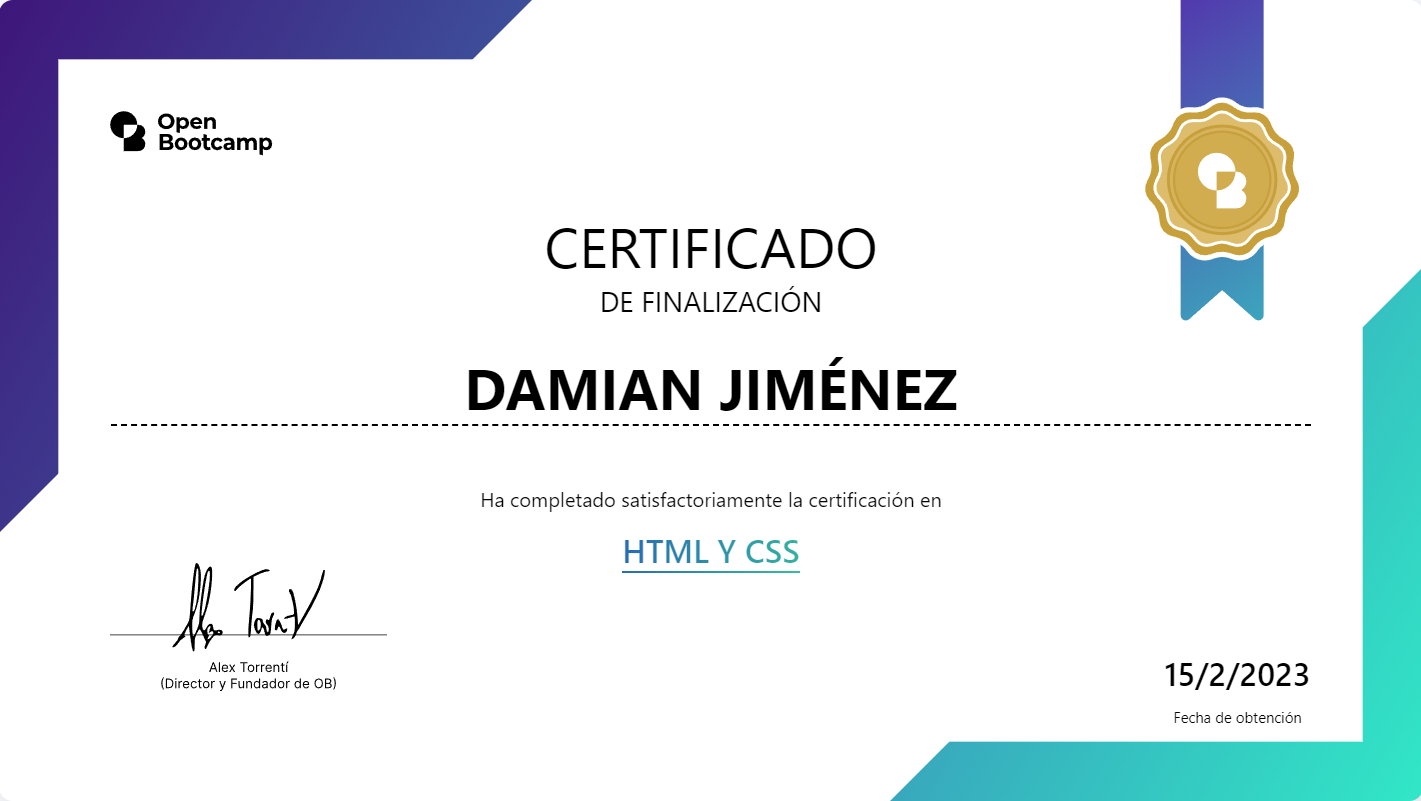 Open
Bootcamp
CERTIFICADO
DE FINALIZACIÓN
DAMIAN JIMÉNEZ
Ha completado satisfactoriamente la certificación en
HTML Y CSS
Alex Torrentí
(Director y Fundador de OB)
15/2/2023
Fecha de obtención